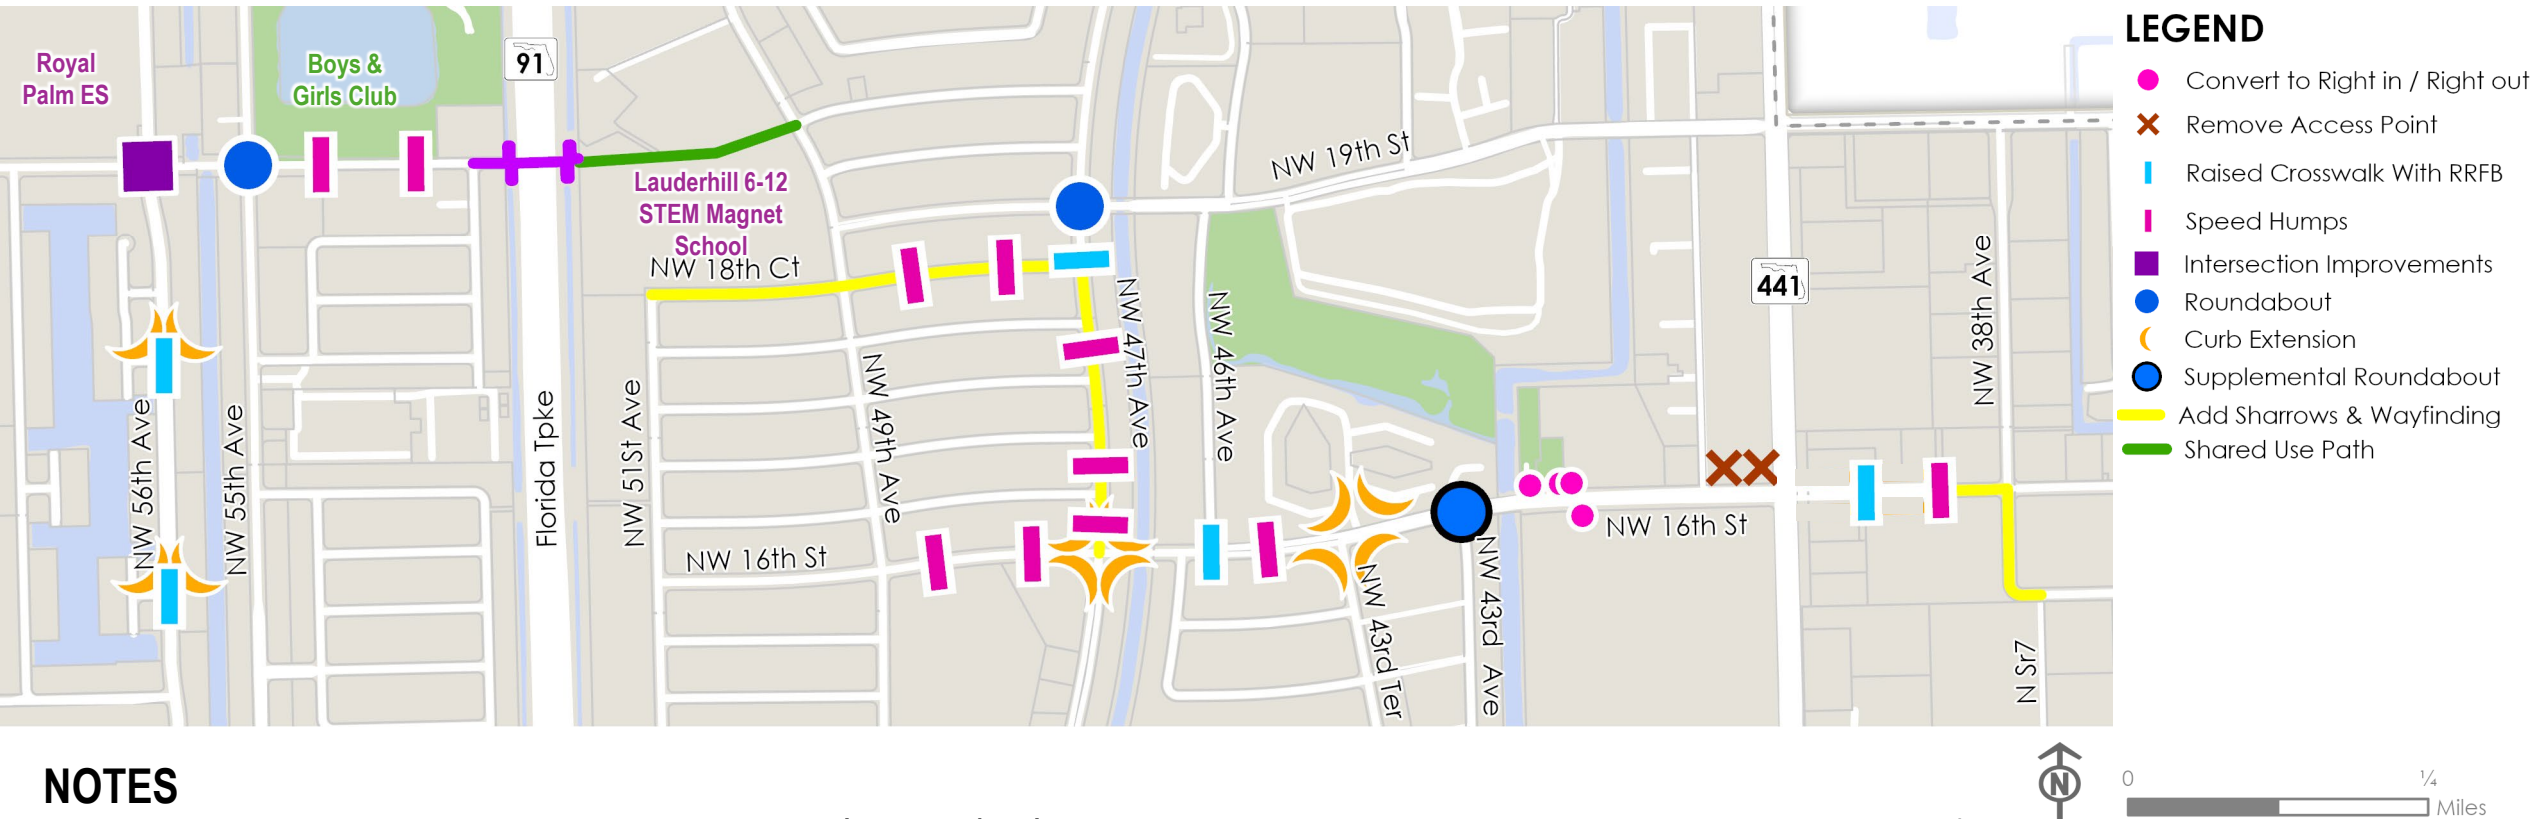 Royal
Palm ES
Boys &
Girls Club
91
Lauderhill 6-12
STEM Magnet
School
NW 18th Ct
NW 19th St
441
NW 56th Ave
NW 55th Ave
Florida Tpke
NW 51St Ave
NW 49th Ave
NW 47th Ave
NW 46th Ave
NW 38th Ave
NW 16th St
NW 16th St
NW 43rd Ter
NW 43rd Ave
N Sr7
LEGEND
Convert to Right in / Right out
Remove Access Point
Raised Crosswalk With RRFB
Speed Humps
Intersection Improvements
Roundabout
Curb Extension
Supplemental Roundabout
Add Sharrows & Wayfinding
Shared Use Path
NOTES
N
0 ¼
Miles